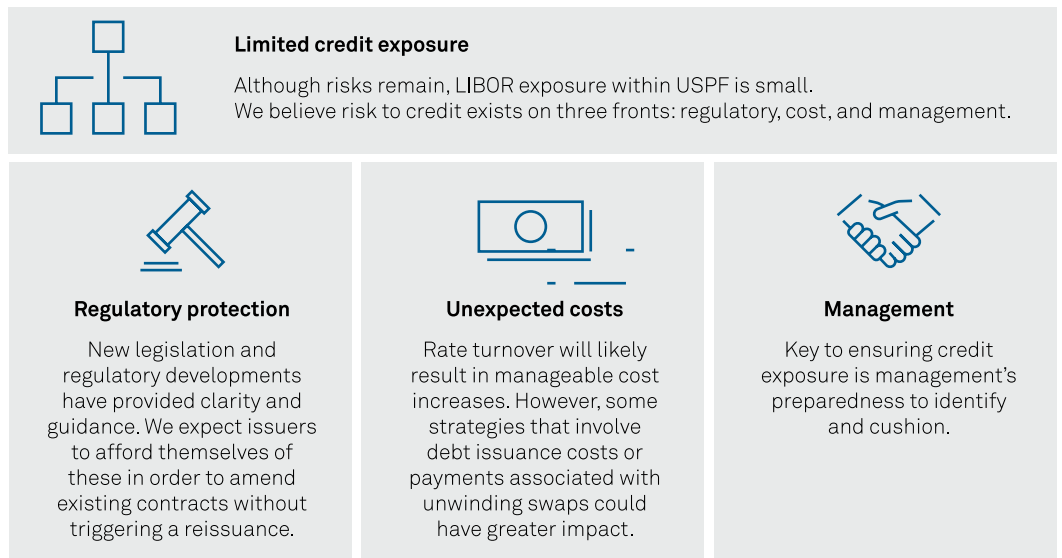 Limited credit exposure
Although risks remain, LIBOR exposure within USPF is small.
We believe risk to credit exists on three fronts: regulatory, cost, and management.
Regulatory protection
New legislation and
regulatory developments
have provided clarity and
guidance. We expect issuers
to afford themselves of
these in order to amend
existing contracts without
triggering a reissuance.
Unexpected costs
Rate turnover will likely
result in manageable cost
increases. However, some
strategies that involve
debt issuance costs or
payments associated with
unwinding swaps could
have greater impact.
Management
Key to ensuring credit
exposure is management’s
preparedness to identify
and cushion.